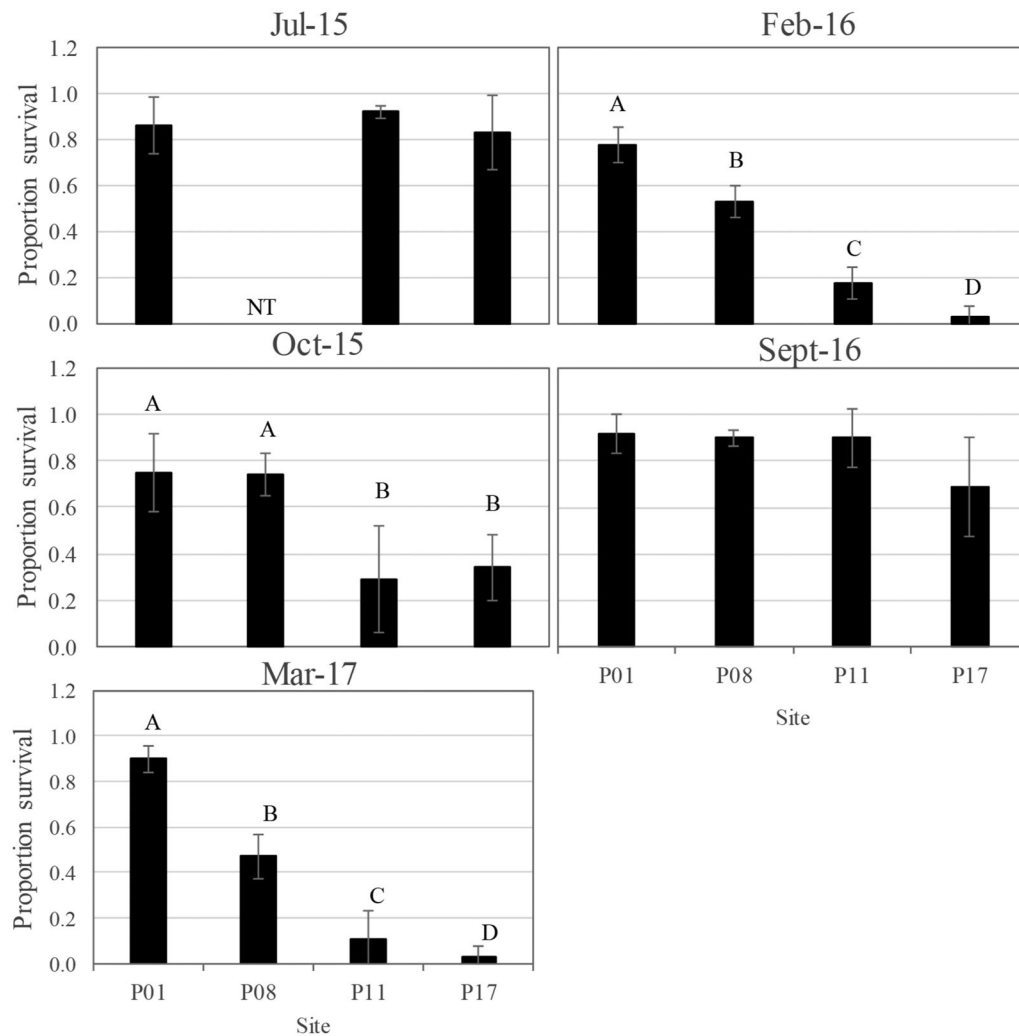 Jul-15
Feb-16
Proportion survival
1.2
1.0
0.8
0.6
0.4
0.2
0.0
NT
A
B
C
D
Oct-15
Sept-16
Proportion survival
1.2
1.0
0.8
0.6
0.4
0.2
0.0
A
A
B
B
P01
P08
P11
P17
Site
Mar-17
Proportion survival
1.2
1.0
0.8
0.6
0.4
0.2
0.0
A
B
C
D
P01
P08
P11
P17
Site